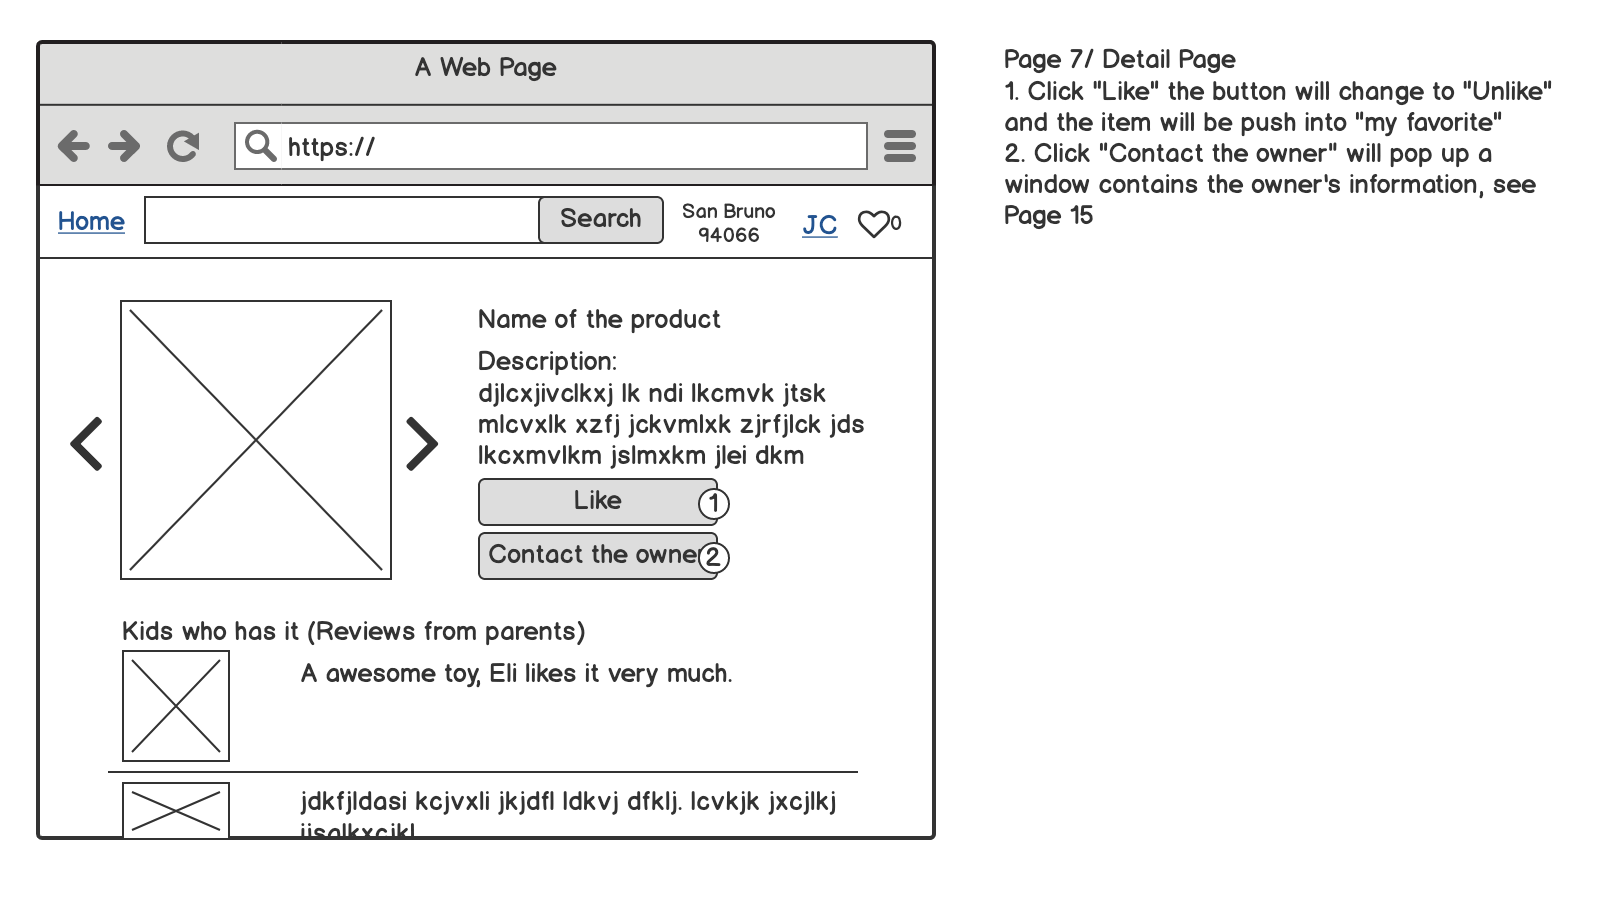 A Web Page
https://
Home
Search
San Bruno
94066
JC
0
Name of the product
Description:
djlcxjivclkxj lk ndi lkcmvk jtsk
mlcvxlk xzfj jckvmlxk zjrfjlck jds
lkcxmvlkm jslmxkm jlei dkm
Like
1
Contact the owner
2
Kids who has it (Reviews from parents)
A awesome toy, Eli likes it very much.
jdkfjldasi kcjvxli jkjdfl ldkvj dfklj. lcvkjk jxcjlkj
Page 7/ Detail Page
1. Click "Like" the button will change to "Unlike"
and the item will be push into "my favorite"
2. Click "Contact the owner" will pop up a
window contains the owner's information, see
Page 15